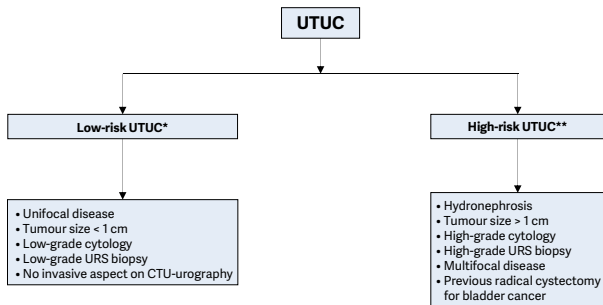 UTUC
Low-risk UTUC*
High-risk UTUC**
• Unifocal disease
• Tumour size < 1 cm
• Low-grade cytology
• Low-grade URS biopsy
• No invasive aspect on CTU-urography
• Hydronephrosis
• Tumour size > 1 cm
• High-grade cytology
• High-grade URS biopsy
• Multifocal disease
• Previous radical cystectomy
for bladder cancer